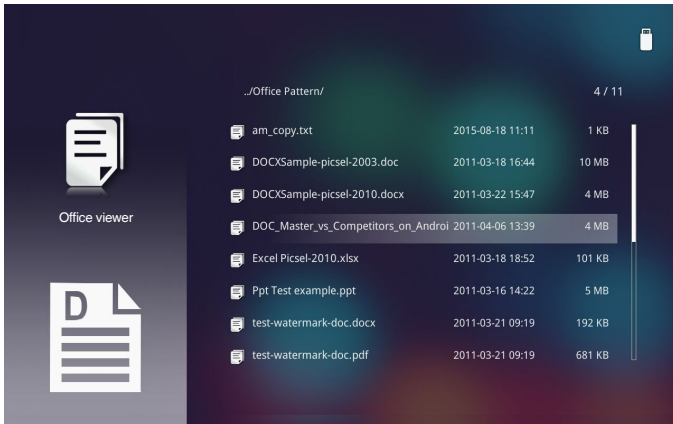 ../Office Pattern/ 4 / 11
am_copy.txt 2015-08-18 11:11 1 KB
DOCXSample-picsel-2003.doc 2011-03-18 16:44 10 MB
DOCXSample-picsel-2010.docx 2011-03-22 15:47 4 MB
Office viewer
DOC_Master_vs_Competitors_on_Androi 2011-04-06 13:39 4 MB
Excel Picsel-2010.xlsx 2011-03-18 18:52 101 KB
Ppt Test example.ppt 2011-03-16 14:22 5 MB
D
test-watermark-doc.docx 2011-03-21 09:19 192 KB
test-watermark-doc.pdf 2011-03-21 09:19 681 KB